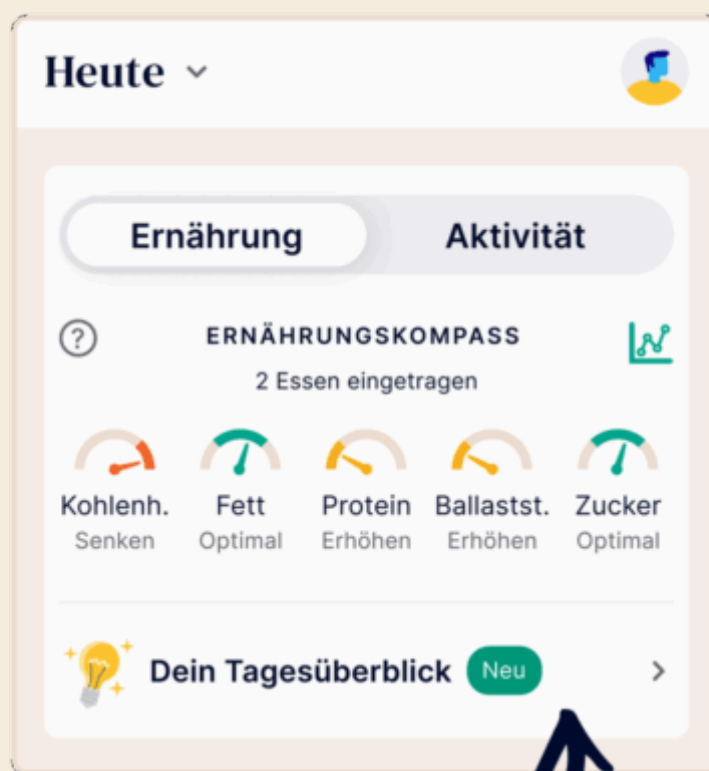 Heute
Ernährung Aktivität
?
ERNÄHRUNGSKOMPASS
2 Essen eingetragen
Kohlenh. Fett Protein Ballastst. Zucker
Senken Optimal Erhöhen Erhöhen Optimal
Dein Tagesüberblick Neu